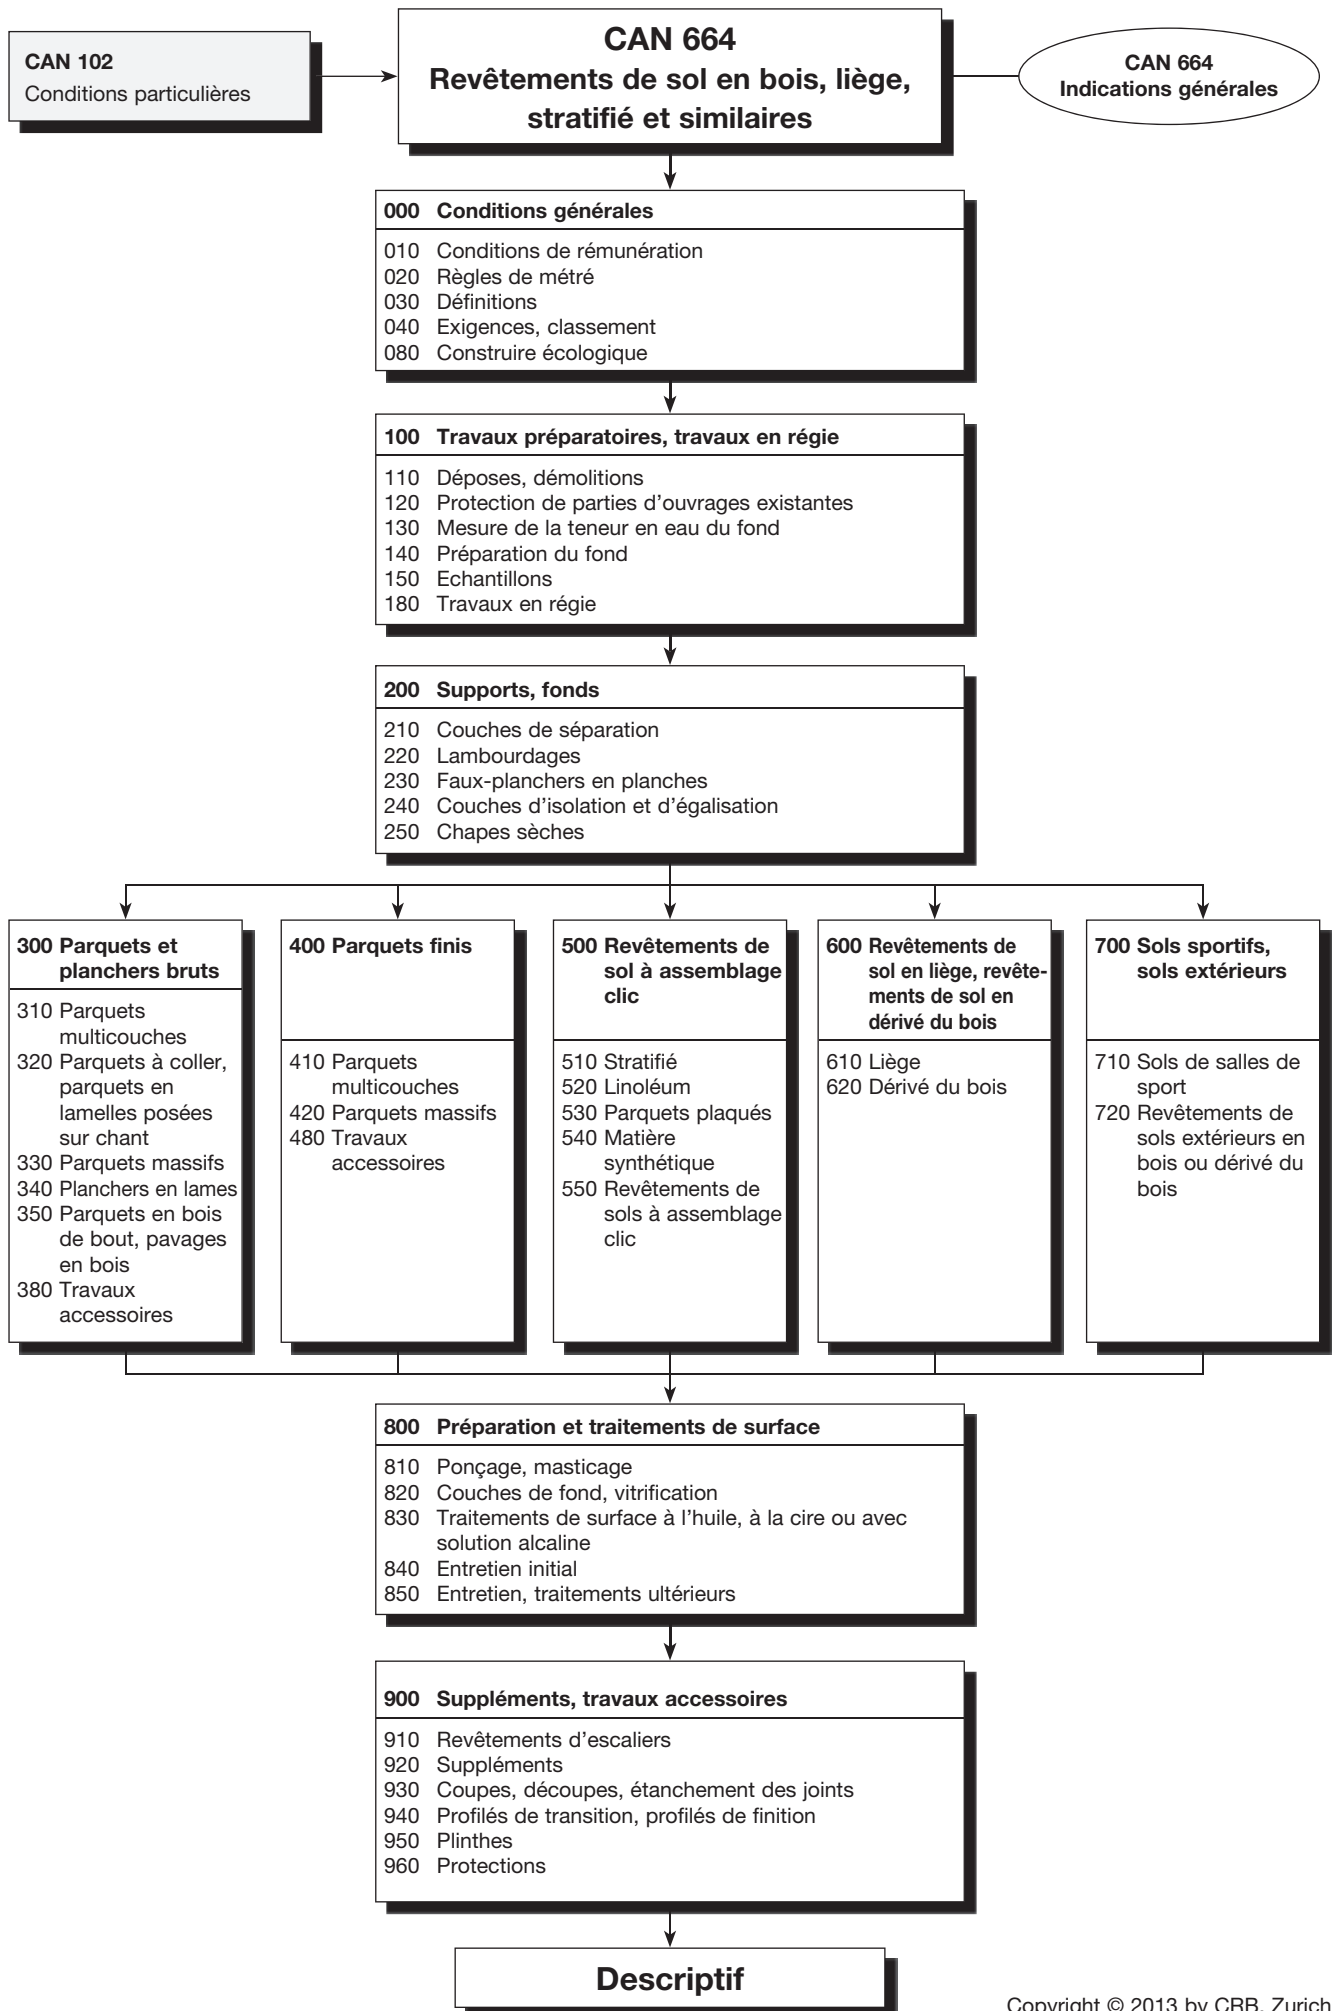 CAN 102
Conditions particulières
CAN 664
Revêtements de sol en bois, liège,
stratifié et similaires
CAN 664
Indications générales
000 Conditions générales
010 Conditions de rémunération
020 Règles de métré
030 Définitions
040 Exigences, classement
080 Construire écologique
100 Travaux préparatoires, travaux en régie
110 Déposes, démolitions
120 Protection de parties d’ouvrages existantes
130 Mesure de la teneur en eau du fond
140 Préparation du fond
150 Echantillons
180 Travaux en régie
200 Supports, fonds
210 Couches de séparation
220 Lambourdages
230 Faux-planchers en planches
240 Couches d’isolation et d’égalisation
250 Chapes sèches
300 Parquets et
planchers bruts
310 Parquets
multicouches
320 Parquets à coller,
parquets en
lamelles posées
sur chant
330 Parquets massifs
340 Planchers en lames
350 Parquets en bois
de bout, pavages
en bois
380 Travaux
accessoires
400 Parquets finis
410 Parquets
multicouches
420 Parquets massifs
480 Travaux
accessoires
500 Revêtements de
sol à assemblage
clic
510 Stratifié
520 Linoléum
530 Parquets plaqués
540 Matière
synthétique
550 Revêtements de
sols à assemblage
clic
600 Revêtements de
sol en liège, revête-
ments de sol en
dérivé du bois
610 Liège
620 Dérivé du bois
700 Sols sportifs,
sols extérieurs
710 Sols de salles de
sport
720 Revêtements de
sols extérieurs en
bois ou dérivé du
bois
800 Préparation et traitements de surface
810 Ponçage, masticage
820 Couches de fond, vitrification
830 Traitements de surface à l’huile, à la cire ou avec
solution alcaline
840 Entretien initial
850 Entretien, traitements ultérieurs
900 Suppléments, travaux accessoires
910 Revêtements d’escaliers
920 Suppléments
930 Coupes, découpes, étanchement des joints
940 Profilés de transition, profilés de finition
950 Plinthes
960 Protections
Descriptif
Copyright © 2013 by CRB, Zurich